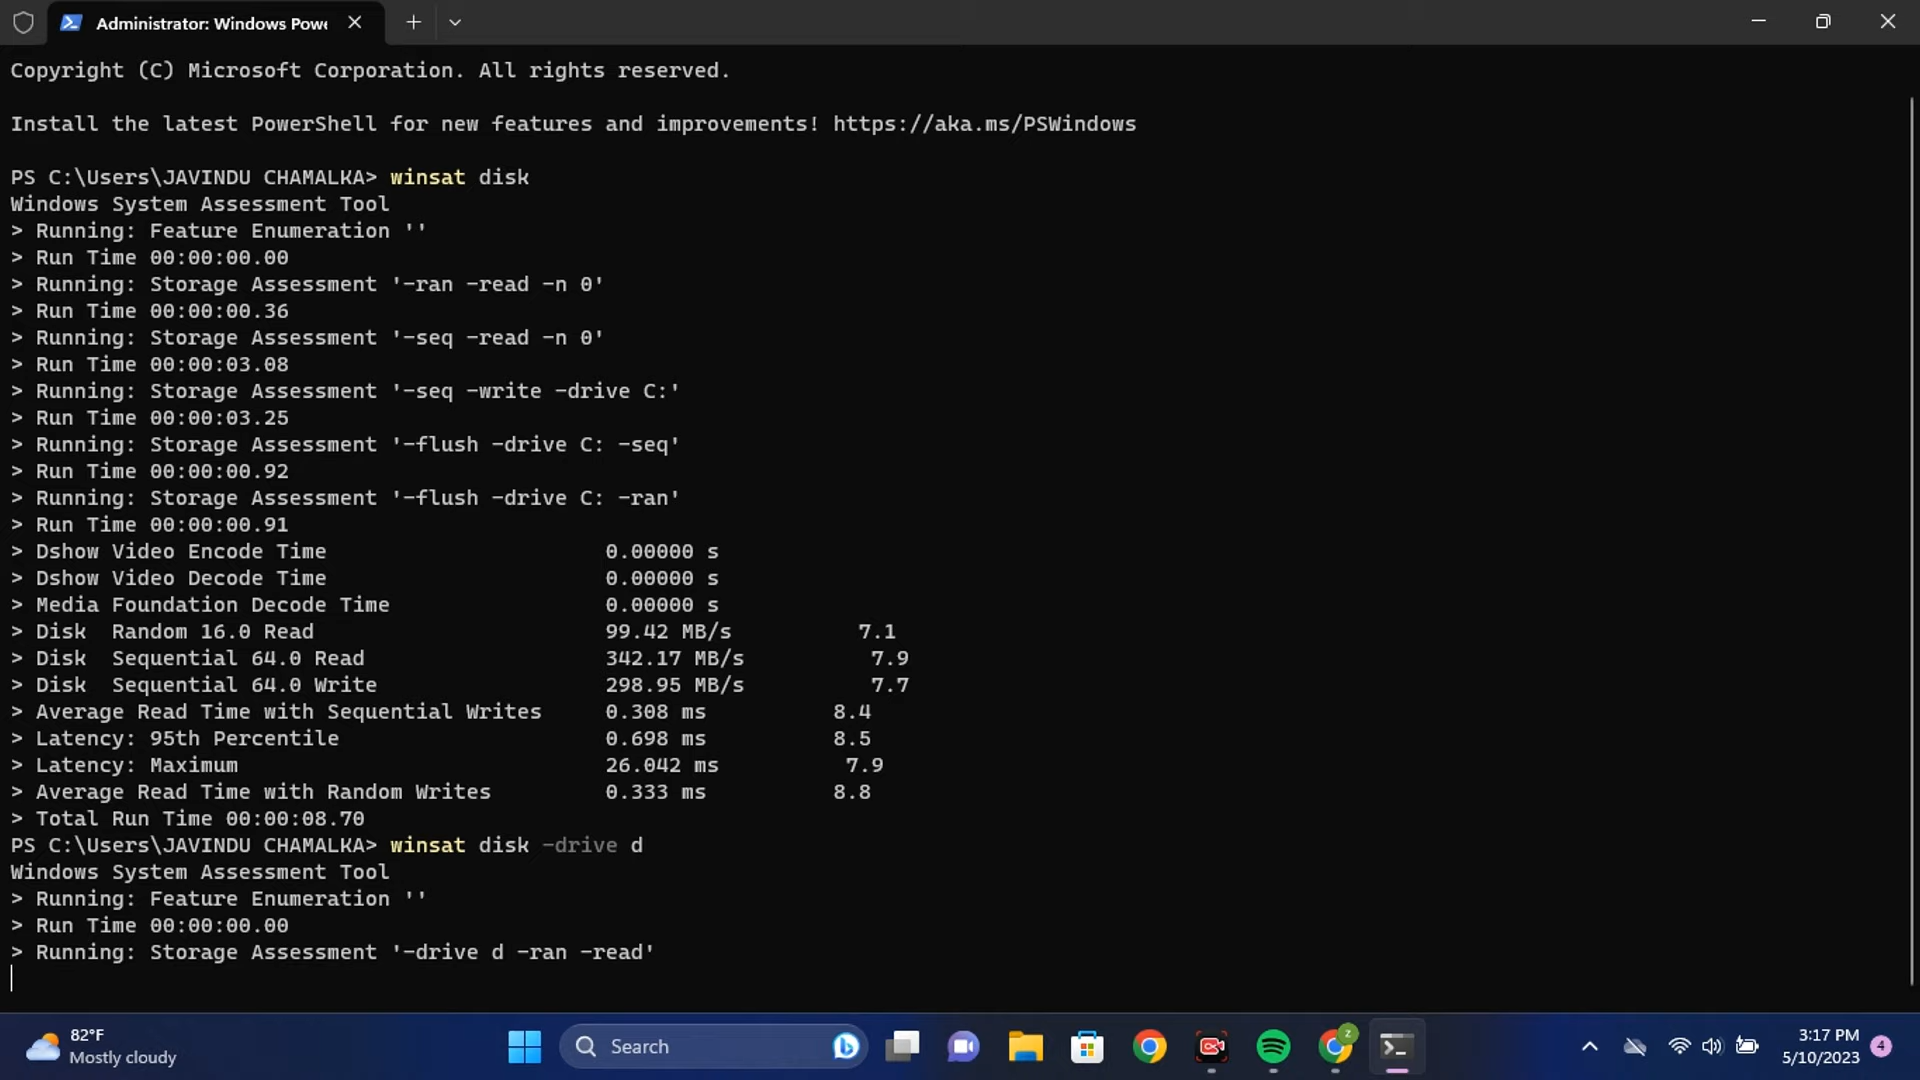 Administrator: Windows Powe
Copyright (C) Microsoft Corporation. All rights reserved.
Install the latest PowerShell for new features and improvements! https://aka.ms/PSWindows
PS C:\Users\JAVINDU CHAMALKA> winsat disk
Windows System Assessment Tool
> Running: Feature Enumeration ''
> Run Time 00:00:00.00
> Running: Storage Assessment '-ran -read -n 0'
> Run Time 00:00:00.36
> Running: Storage Assessment '-seq -read -n 0'
> Run Time 00:00:03.08
> Running: Storage Assessment '-seq -write -drive C:'
> Run Time 00:00:03.25
> Running: Storage Assessment '-flush -drive C: -seq'
> Run Time 00:00:00.92
> Running: Storage Assessment '-flush -drive C: -ran'
> Run Time 00:00:00.91
> Dshow Video Encode Time 0.00000 s
> Dshow Video Decode Time 0.00000 s
> Media Foundation Decode Time 0.00000 s
> Disk  Random 16.0 Read 99.42 MB/s 7.1
> Disk  Sequential 64.0 Read 342.17 MB/s 7.9
> Disk  Sequential 64.0 Write 298.95 MB/s 7.7
> Average Read Time with Sequential Writes 0.308 ms 8.4
> Latency: 95th Percentile 0.698 ms 8.5
> Latency: Maximum 26.042 ms 7.9
> Average Read Time with Random Writes 0.333 ms 8.8
> Total Run Time 00:00:08.70
PS C:\Users\JAVINDU CHAMALKA> winsat disk -drive d
Windows System Assessment Tool
> Running: Feature Enumeration ''
> Run Time 00:00:00.00
> Running: Storage Assessment '-drive d -ran -read'
82°F
Mostly cloudy
Search
z
3:17 PM
5/10/2023
4